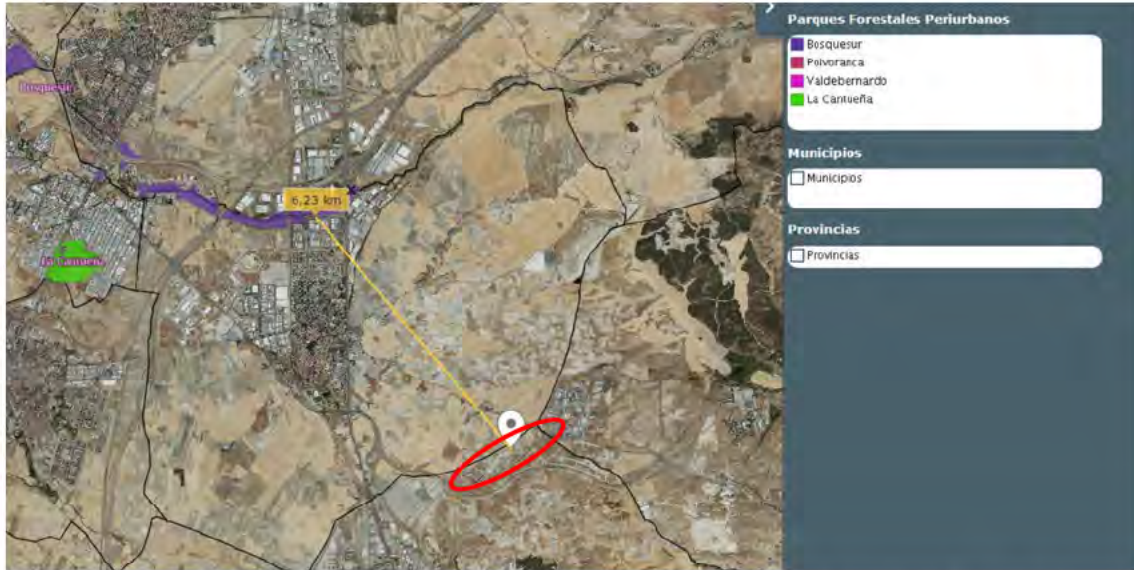 Bosquesur
La Cantueña
6,23 km
Parques Forestales Periurbanos
Bosquesur
Polvoranca
Valdebernardo
La Cantueña
Municipios
Municipios
Provincias
Provincias